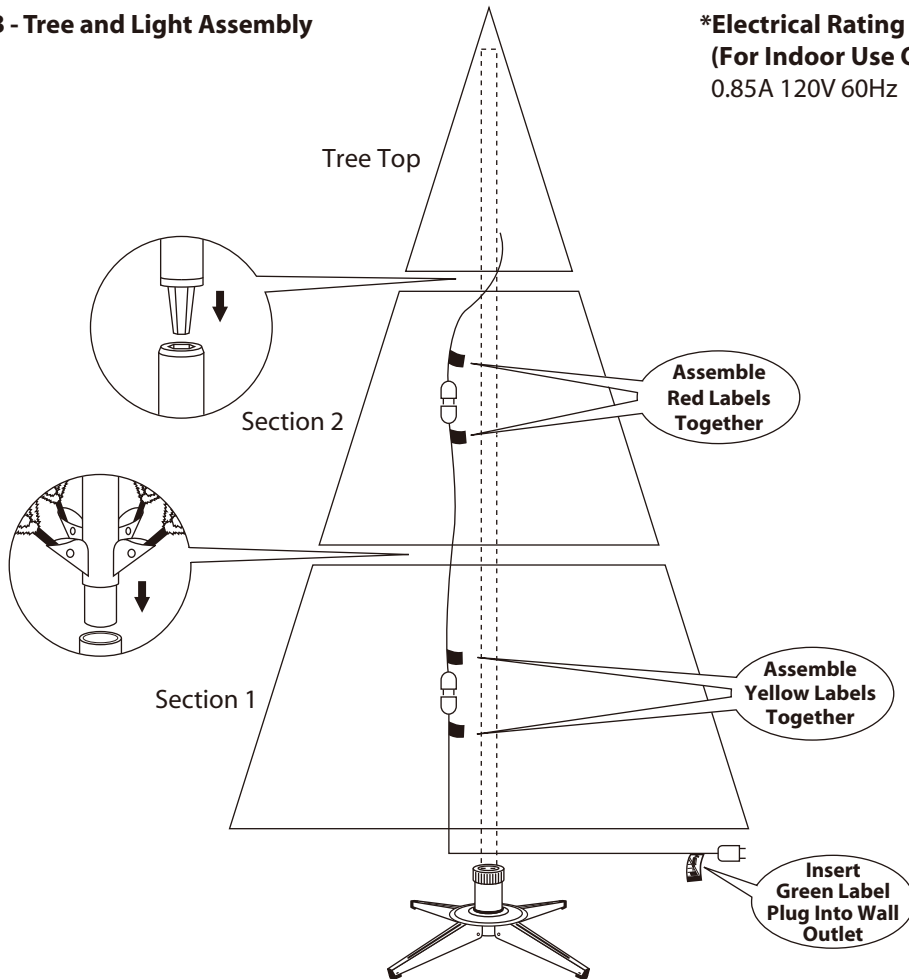 - Tree and Light Assembly
*Electrical Rating
(For Indoor Use
0.85A 120V 60Hz
Tree Top
Assemble
Red Labels
Together
Section 2
Assemble
Yellow Labels
Together
Section 1
Insert
Green Label
Plug Into Wall
Outlet